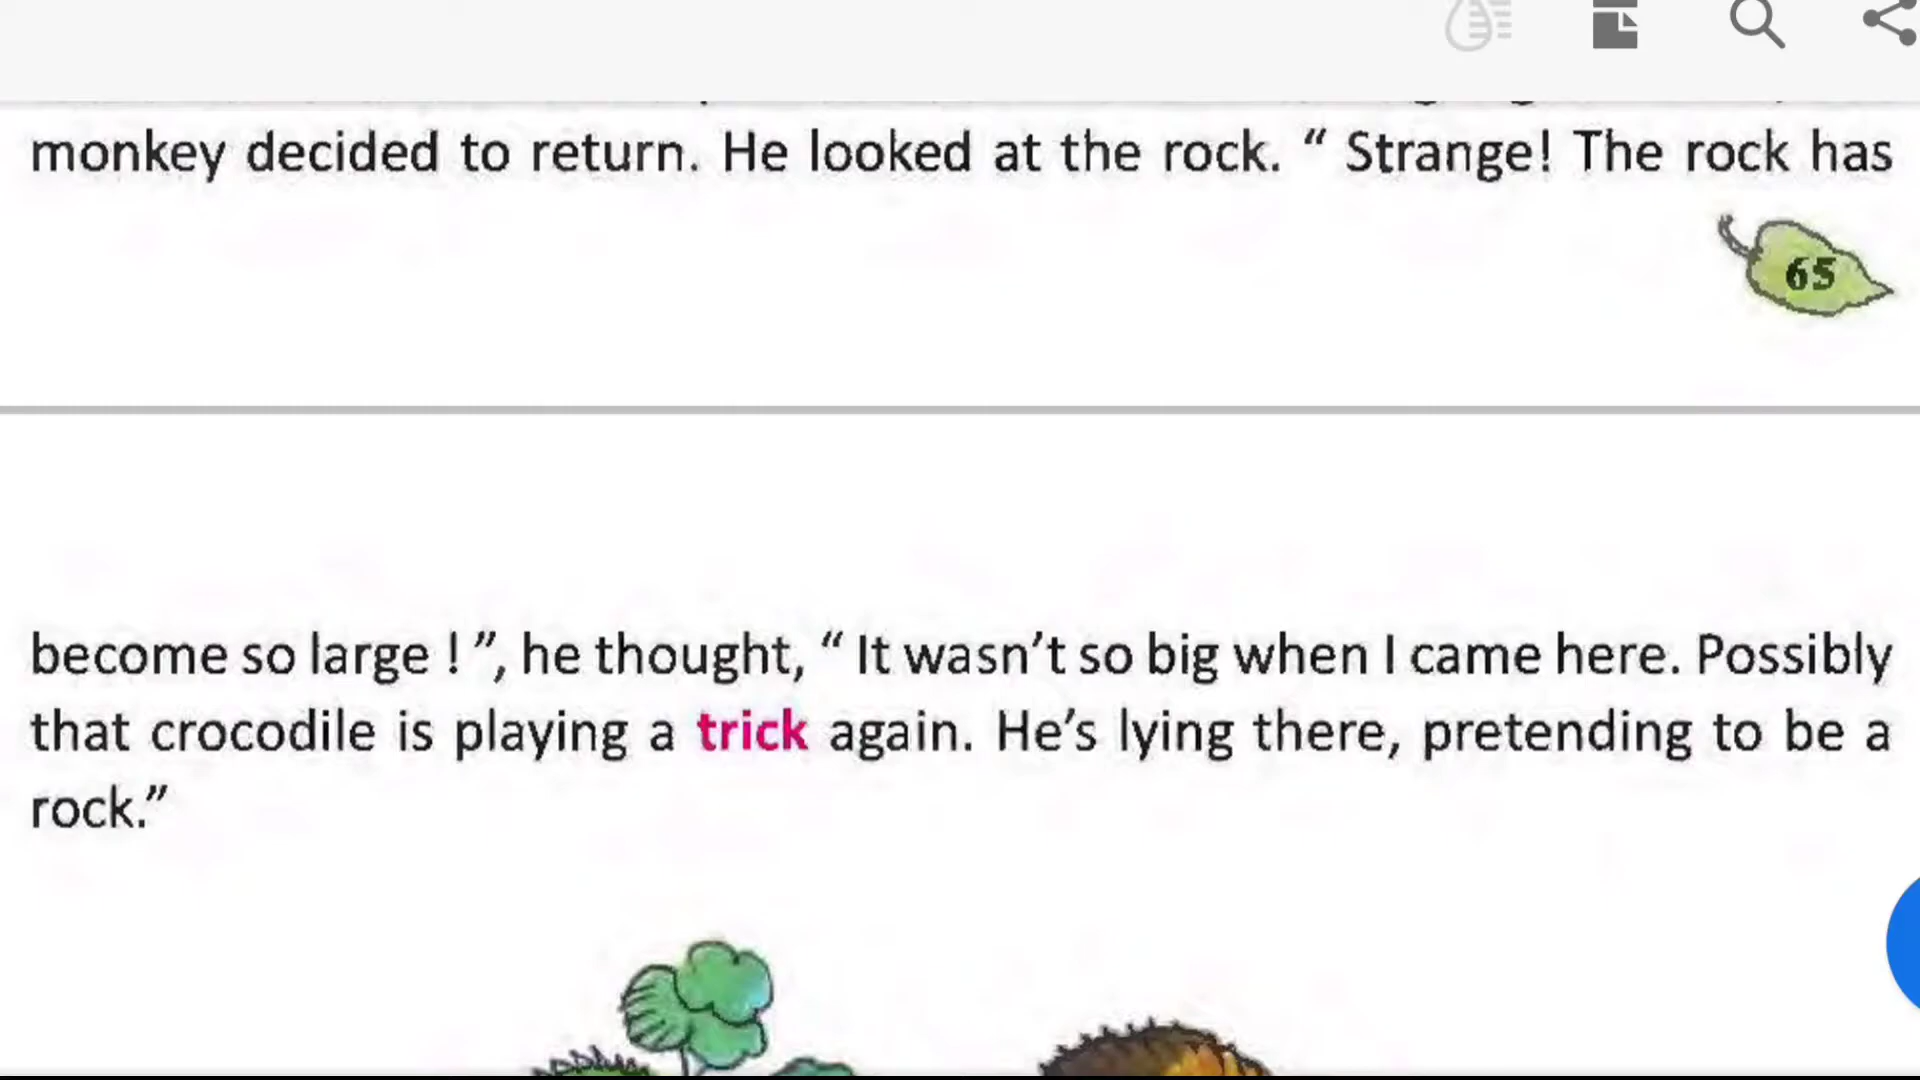 monkey decided to return. He looked at the rock. “ Strange! The rock has
65
become so large ! ”, he thought, “ It wasn’t so big when I came here. Possibly
that crocodile is playing a trick again. He’s lying there, pretending to be a
rock.”